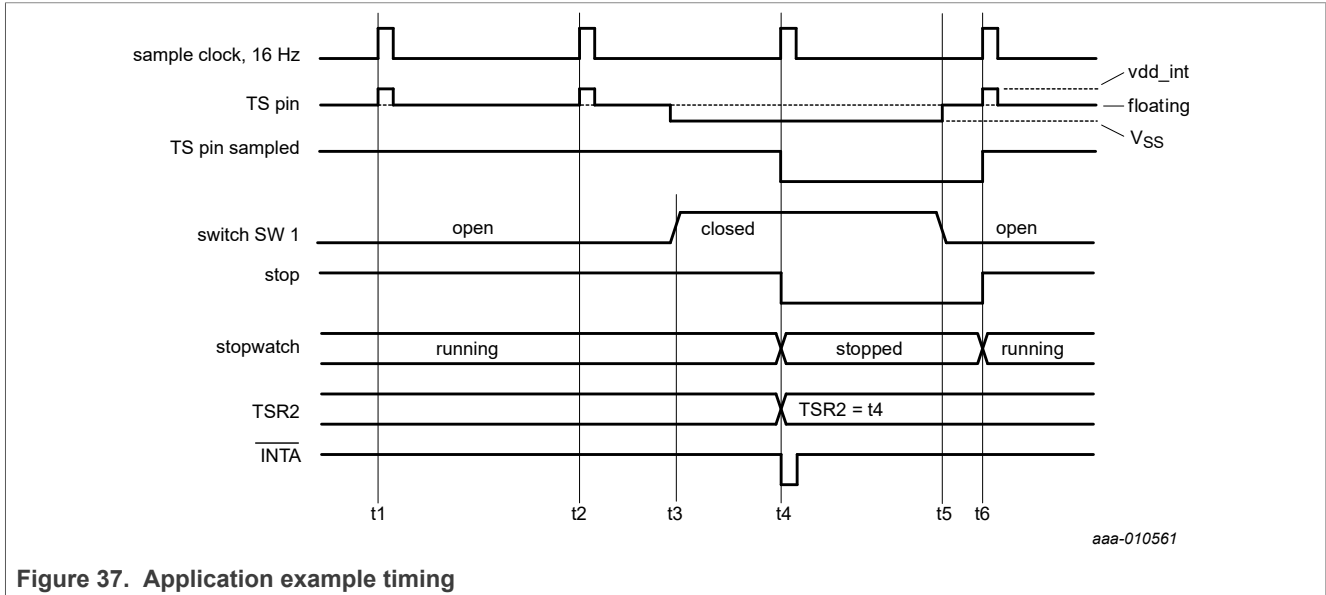 sample clock, 16 Hz
vdd_int
TS pin
floating
VSS
TS pin sampled
switch SW 1
open
closed
open
stop
stopwatch
running
stopped
running
TSR2
TSR2 = t4
INTA
t1
t2
t3
t4
t5
t6
aaa-010561
Figure 37. Application example timing